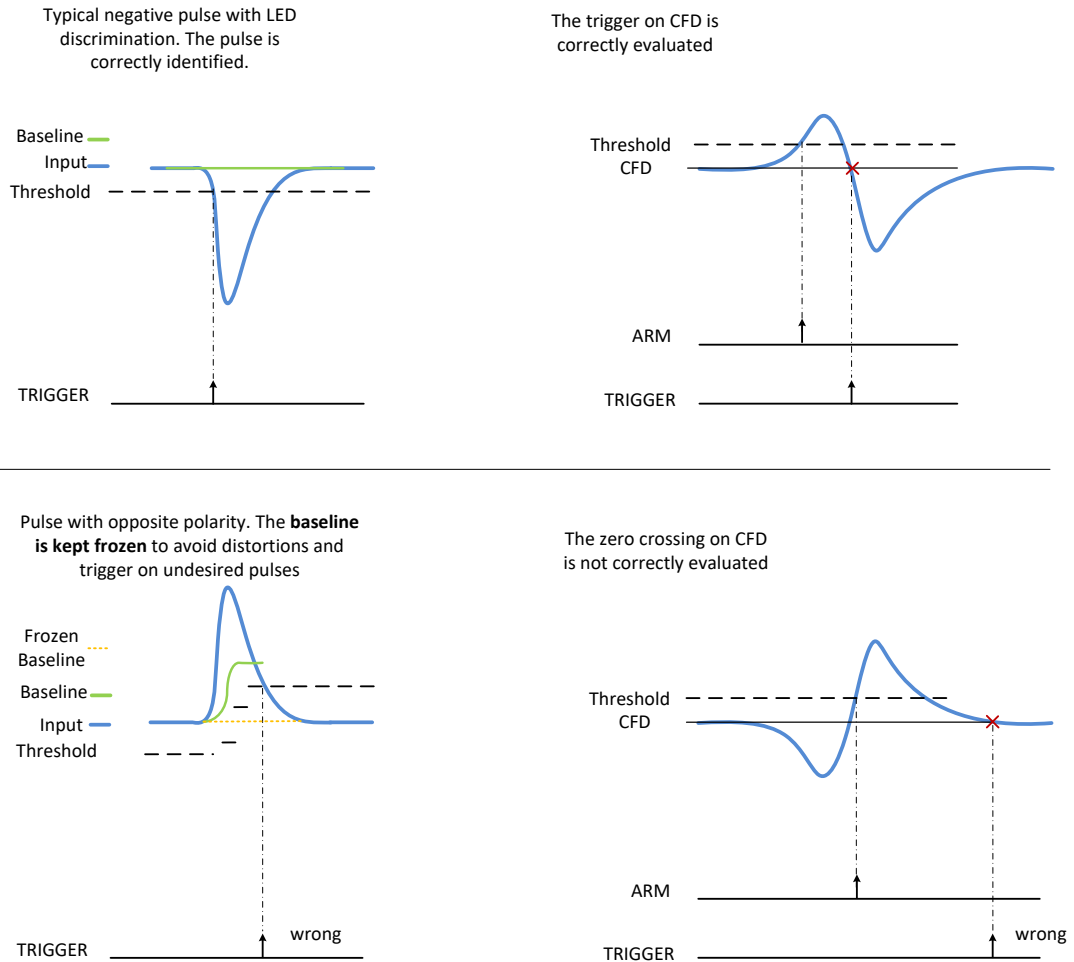 Typical negative pulse with LED
discrimination. The pulse is
correctly identified.
Baseline
Input
Threshold
TRIGGER
The trigger on CFD is
correctly evaluated
Threshold
CFD
ARM
TRIGGER
Pulse with opposite polarity. The baseline
is kept frozen to avoid distortions and
trigger on undesired pulses
Frozen
Baseline
Baseline
Input
Threshold
wrong
TRIGGER
The zero crossing on CFD
is not correctly evaluated
Threshold
CFD
ARM
wrong
TRIGGER